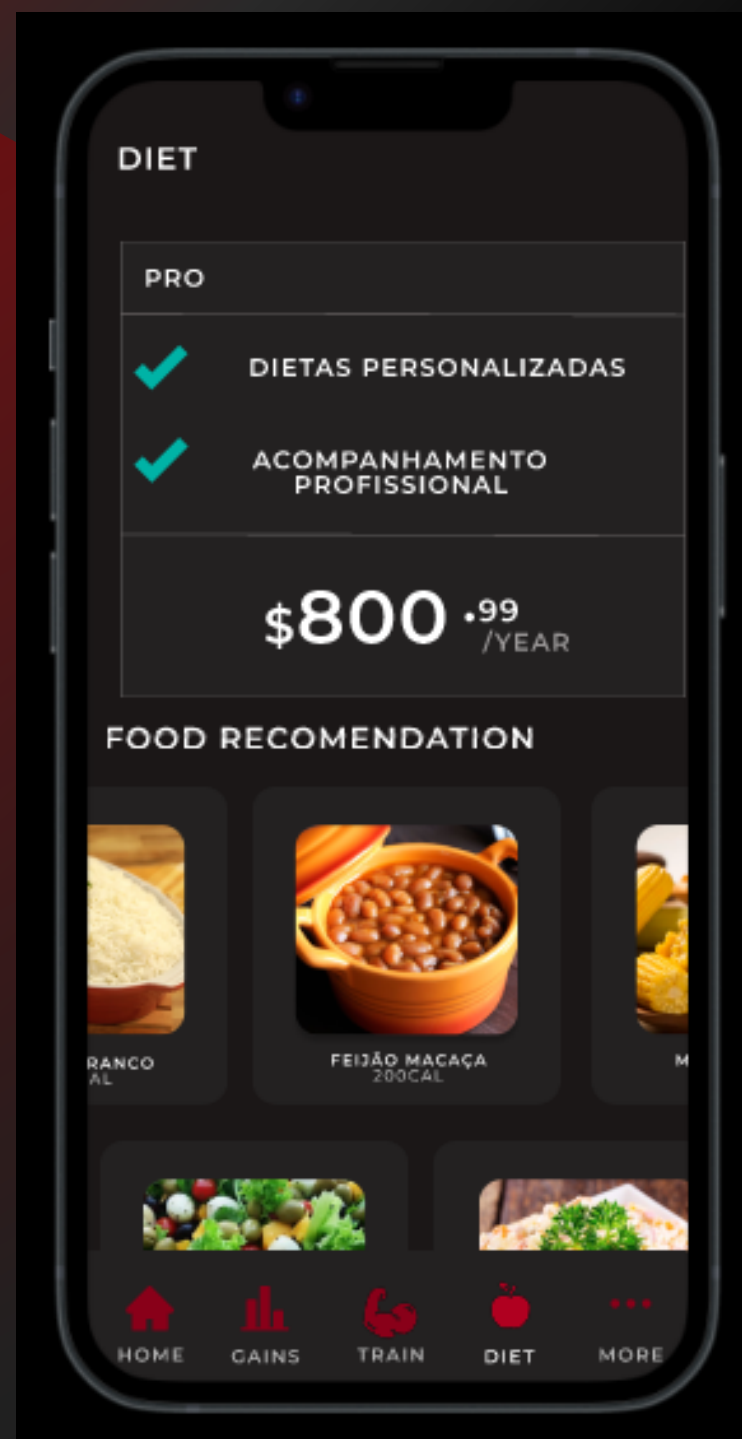 DIET
PRO
DIETAS PERSONALIZADAS
ACOMPANHAMENTO
PROFISSIONAL
$800.99
/YEAR
FOOD RECOMENDATION
RANCO
AL
FEIJÃO MACAÇA
200CAL
M
HOME GAINS TRAIN DIET MORE